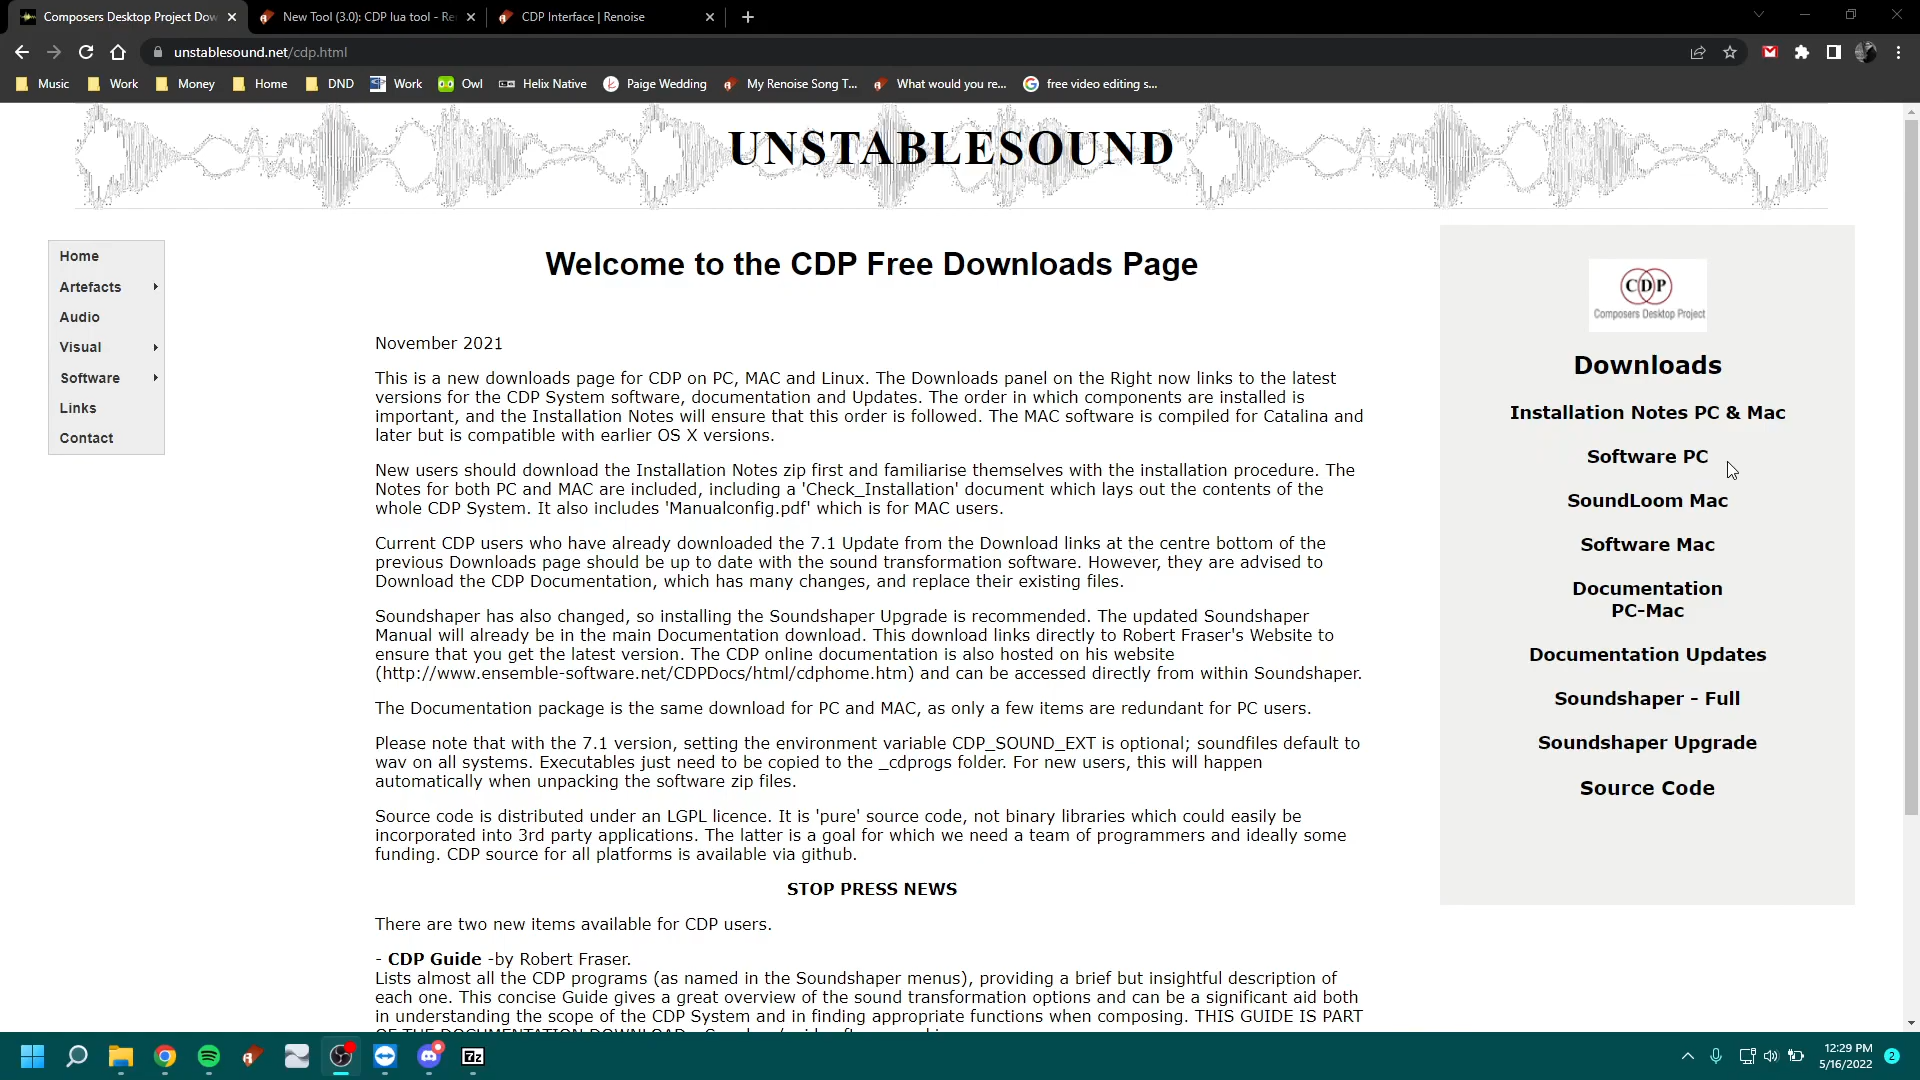 Composers Desktop Project Dow
New Tool (3.0): CDP lua tool - Re
CDP Interface | Renoise
unstablesound.net/cdp.html
Music
Work
Money
Home
DND
Work
Owl
Helix Native
Paige Wedding
My Renoise Song T...
What would you re...
free video editing s...
UNSTABLESOUND
Home
Artefacts
Audio
Visual
Software
Links
Contact
Welcome to the CDP Free Downloads Page
November 2021
This is a new downloads page for CDP on PC, MAC and Linux. The Downloads panel on the Right now links to the latest
versions for the CDP System software, documentation and Updates. The order in which components are installed is
important, and the Installation Notes will ensure that this order is followed. The MAC software is compiled for Catalina and
later but is compatible with earlier OS X versions.
New users should download the Installation Notes zip first and familiarise themselves with the installation procedure. The
Notes for both PC and MAC are included, including a 'Check_Installation' document which lays out the contents of the
whole CDP System. It also includes 'Manualconfig.pdf' which is for MAC users.
Current CDP users who have already downloaded the 7.1 Update from the Download links at the centre bottom of the
previous Downloads page should be up to date with the sound transformation software. However, they are advised to
Download the CDP Documentation, which has many changes, and replace their existing files.
Soundshaper has also changed, so installing the Soundshaper Upgrade is recommended. The updated Soundshaper
Manual will already be in the main Documentation download. This download links directly to Robert Fraser's Website to
ensure that you get the latest version. The CDP online documentation is also hosted on his website
(http://www.ensemble-software.net/CDPDocs/html/cdphome.htm) and can be accessed directly from within Soundshaper.
The Documentation package is the same download for PC and MAC, as only a few items are redundant for PC users.
Please note that with the 7.1 version, setting the environment variable CDP_SOUND_EXT is optional; soundfiles default to
wav on all systems. Executables just need to be copied to the _cdprogs folder. For new users, this will happen
automatically when unpacking the software zip files.
Source code is distributed under an LGPL licence. It is 'pure' source code, not binary libraries which could easily be
incorporated into 3rd party applications. The latter is a goal for which we need a team of programmers and ideally some
funding. CDP source for all platforms is available via github.
STOP PRESS NEWS
There are two new items available for CDP users.
- CDP Guide -by Robert Fraser.
Lists almost all the CDP programs (as named in the Soundshaper menus), providing a brief but insightful description of
each one. This concise Guide gives a great overview of the sound transformation options and can be a significant aid both
in understanding the scope of the CDP System and in finding appropriate functions when composing. THIS GUIDE IS PART
CDP
Composers Desktop Project
Downloads
Installation Notes PC & Mac
Software PC
SoundLoom Mac
Software Mac
Documentation
PC-Mac
Documentation Updates
Soundshaper - Full
Soundshaper Upgrade
Source Code
7z
12:29 PM
5/16/2022
2